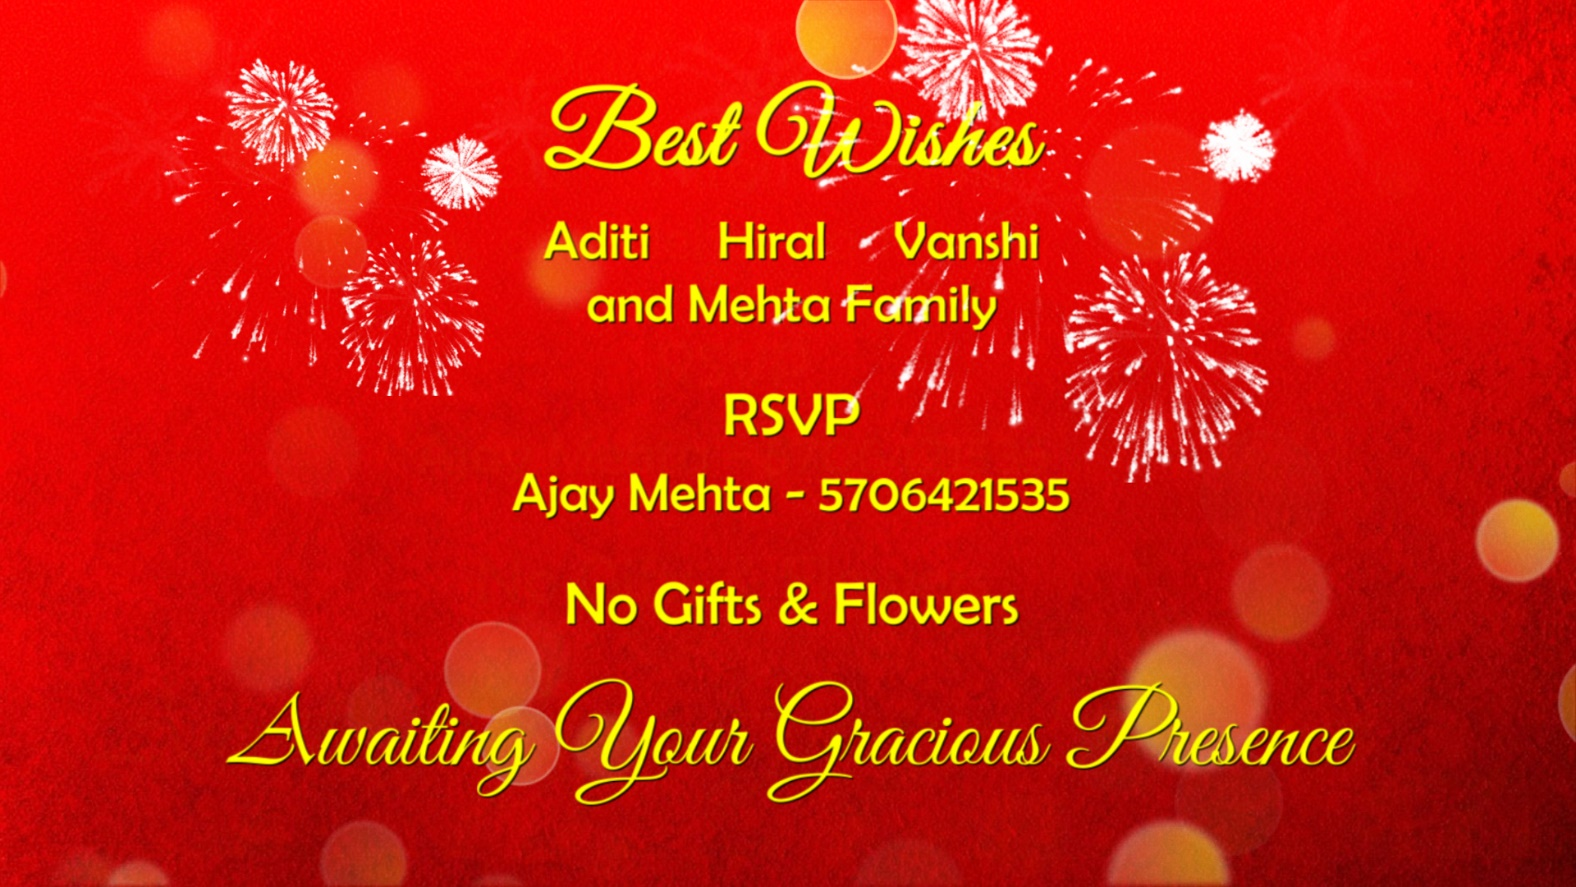 Best Wishes
Aditi Hiral Vanshi
and Mehta Family
RSVP
Ajay Mehta - 5706421535
No Gifts & Flowers
Awaiting Your Gracious Presence